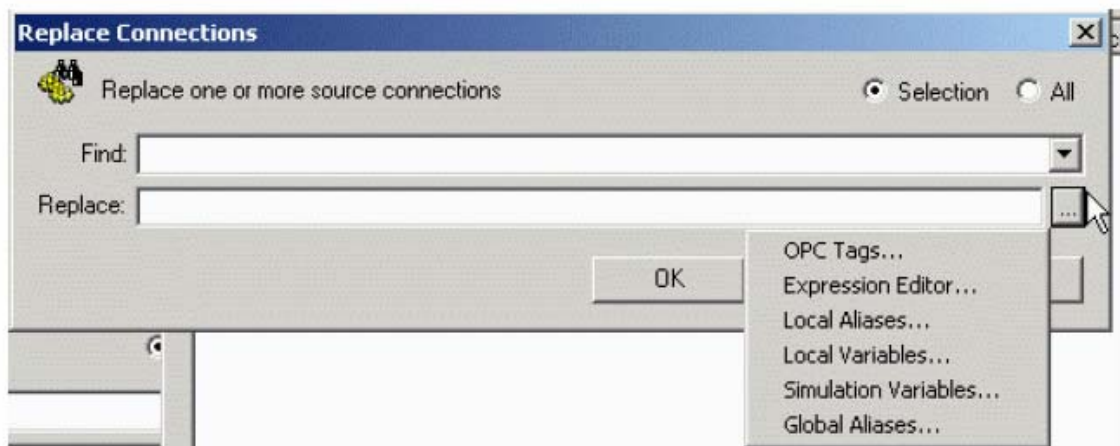 Replace Connections
Replace one or more source connections
Selection
All
Find:
Replace:
...
OK
OPC Tags...
Expression Editor...
Local Aliases...
Local Variables...
Simulation Variables...
Global Aliases...